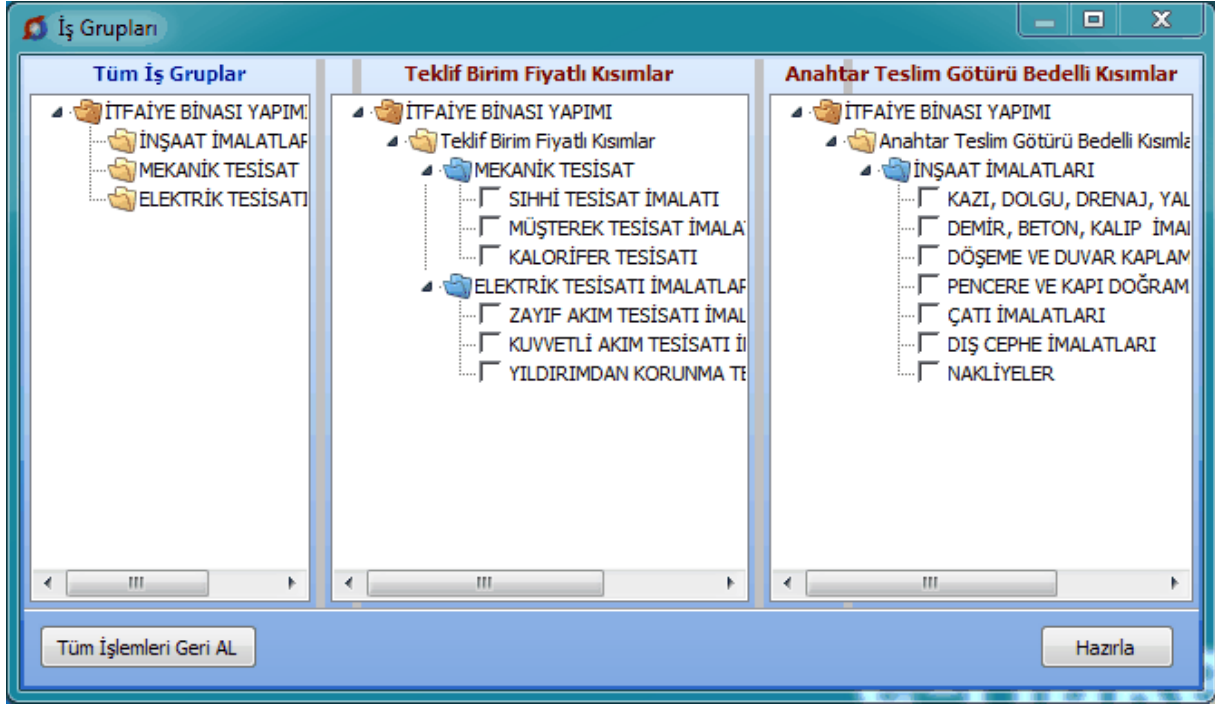 İş Grupları
Tüm İş Gruplar
İTFAİYE BİNASI YAPIM
İNŞAAT İMALATLAR
MEKANİK TESİSAT
ELEKTRİK TESİSATI
Teklif Birim Fiyatlı Kısımlar
İTFAİYE BİNASI YAPIMI
Teklif Birim Fiyatlı Kısımlar
MEKANİK TESİSAT
SIHHİ TESİSAT İMALATI
MÜŞTEREK TESİSAT İMALA
KALORİFER TESİSATI
ELEKTRİK TESİSATI İMALATLAR
ZAYIF AKIM TESİSATI İMAL
KUVVETLİ AKIM TESİSATI İ
YILDIRIMDAN KORUNMA TE
Anahtar Teslim Götürü Bedelli Kısımlar
İTFAİYE BİNASI YAPIMI
Anahtar Teslim Götürü Bedelli Kısımla
İNŞAAT İMALATLARI
KAZI, DOLGU, DRENAJ, YAL
DEMİR, BETON, KALIP İMAL
DÖŞEME VE DUVAR KAPLAM
PENCERE VE KAPI DOĞRAM
ÇATI İMALATLARI
DIŞ CEPHE İMALATLARI
NAKLİYELER
Tüm İşlemleri Geri AL
Hazırla